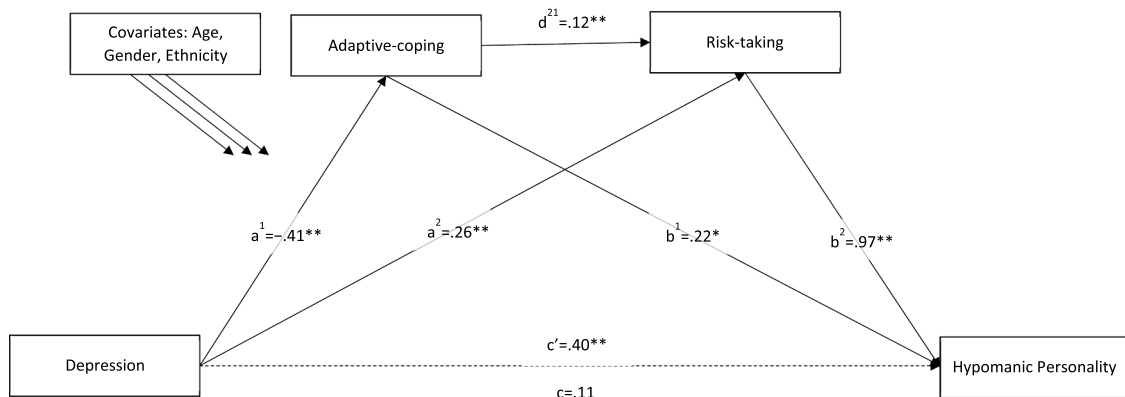 d21=.12**
Covariates: Age,
Gender, Ethnicity
Adaptive-coping
Risk-taking
a1=−.41**
a2=.26**
b1=.22*
b2=.97**
c’=.40**
Depression
Hypomanic Personality
c=.11